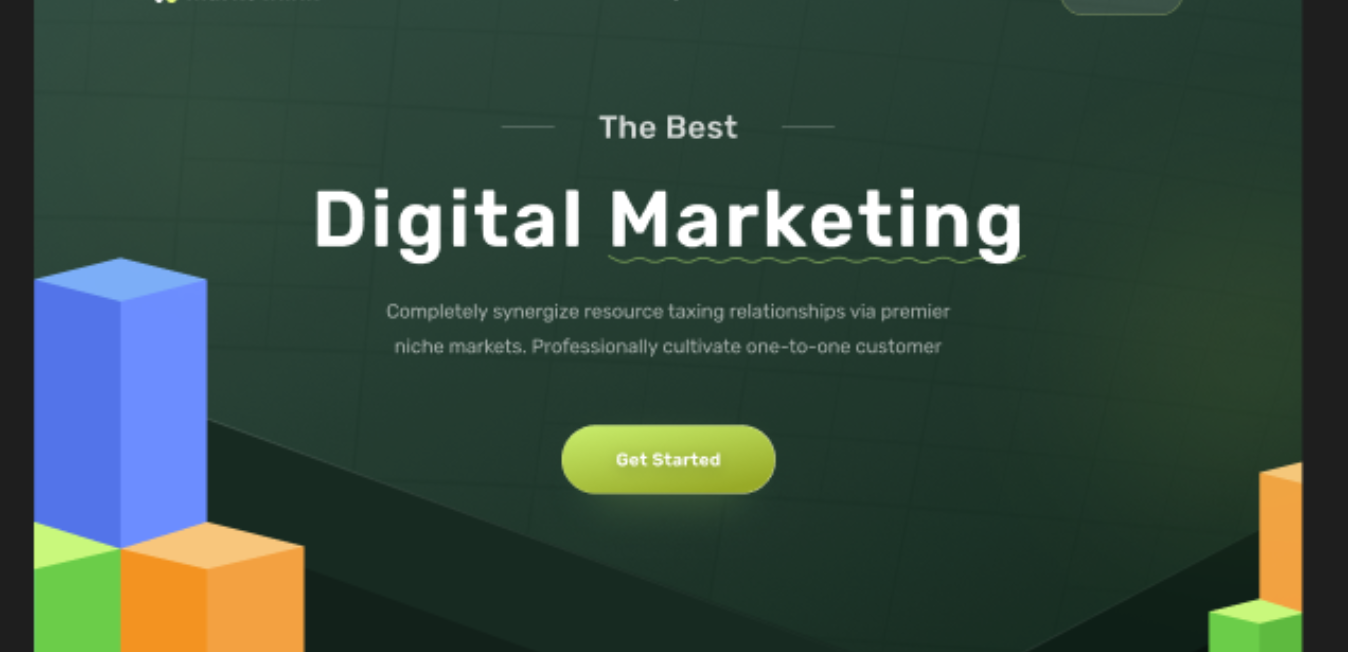 The Best
Digital Marketing
Completely synergize resource taxing relationships via premier
niche markets. Professionally cultivate one-to-one customer
Get Started